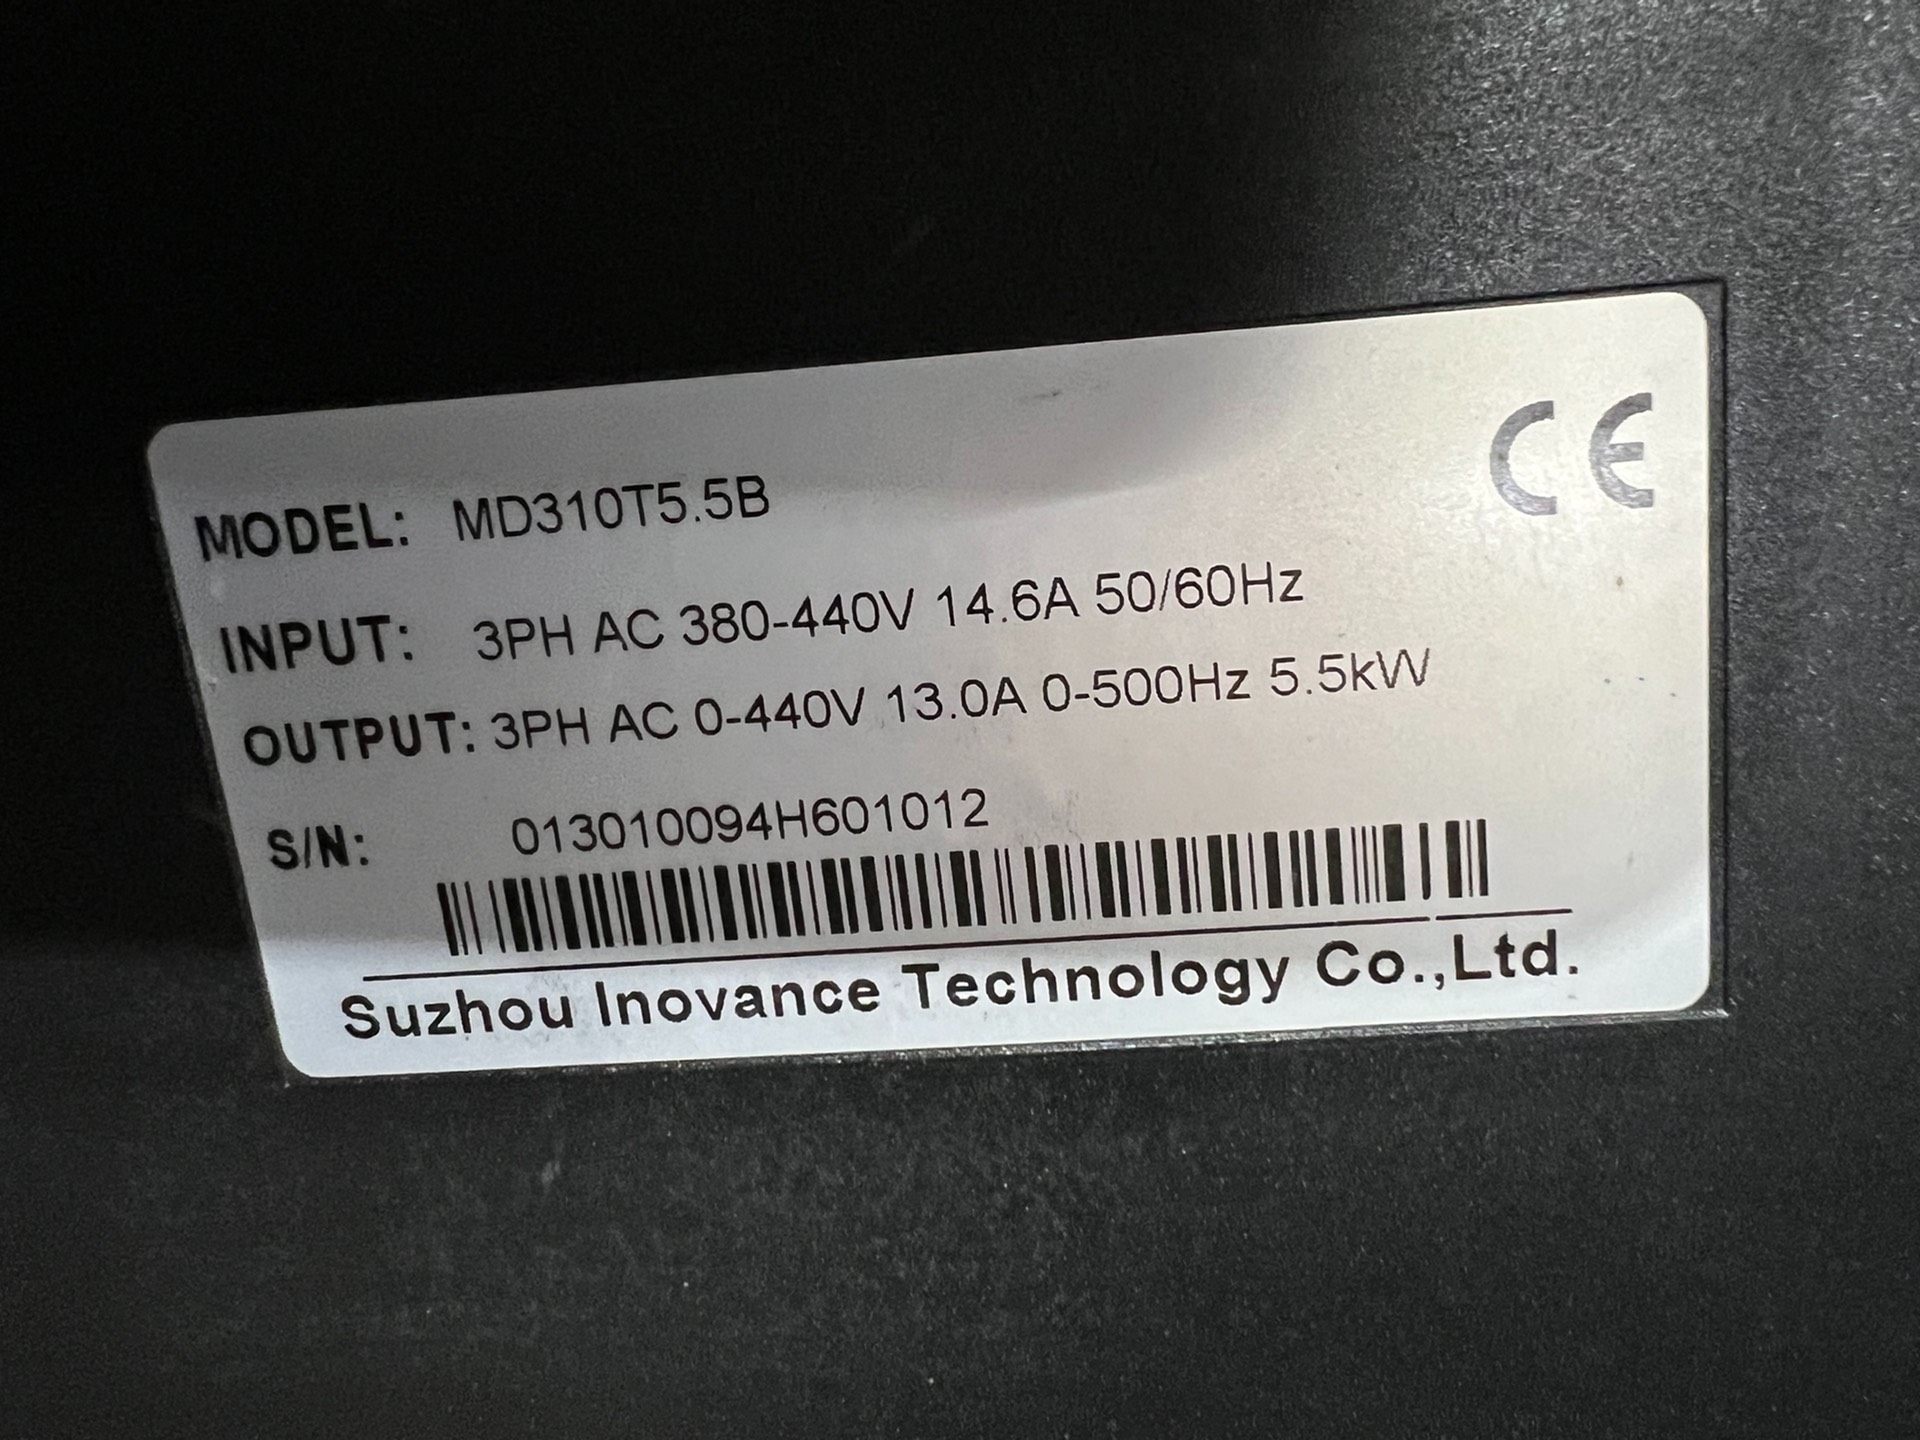 CE
MODEL: MD310T5.5B
INPUT: 3PH AC 380-440V 14.6A 50/60Hz
OUTPUT: 3PH AC 0-440V 13.0A 0-500Hz 5.5kW
S/N: 013010094H601012
Suzhou Inovance Technology Co.,Ltd.